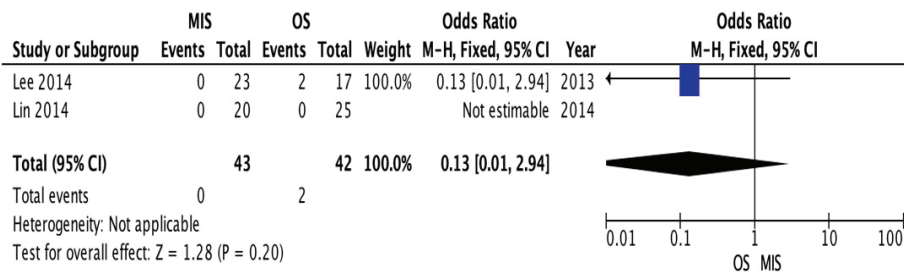 MIS OS Odds Ratio Odds Ratio
Study or Subgroup Events Total Events Total Weight M-H, Fixed, 95% CI Year M-H, Fixed, 95% CI
Lee 2014 0 23 2 17 100.0% 0.13 [0.01, 2.94] 2013
Lin 2014 0 20 0 25 Not estimable 2014
Total (95% CI) 43 42 100.0% 0.13 [0.01, 2.94]
Total events 0 2
Heterogeneity: Not applicable
Test for overall effect: Z = 1.28 (P = 0.20)
0.01 0.1 1 10 100
OS MIS